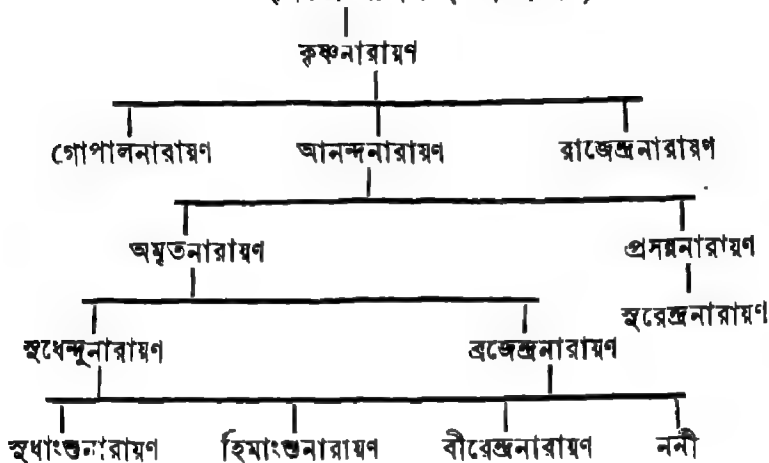 কৃষ্ণনারায়ণ
গোপালনারায়ণ আনন্দনারায়ণ রাজেন্দ্রনারায়ণ
অমৃতনারায়ণ প্রসন্ননারায়ণ
সুরেন্দ্রনারায়ণ
সুধেন্দুনারায়ণ ব্রজেন্দ্রনারায়ণ
সুধাংশুনারায়ণ হিমাংশুনারায়ণ বীরেন্দ্রনারায়ণ ননী